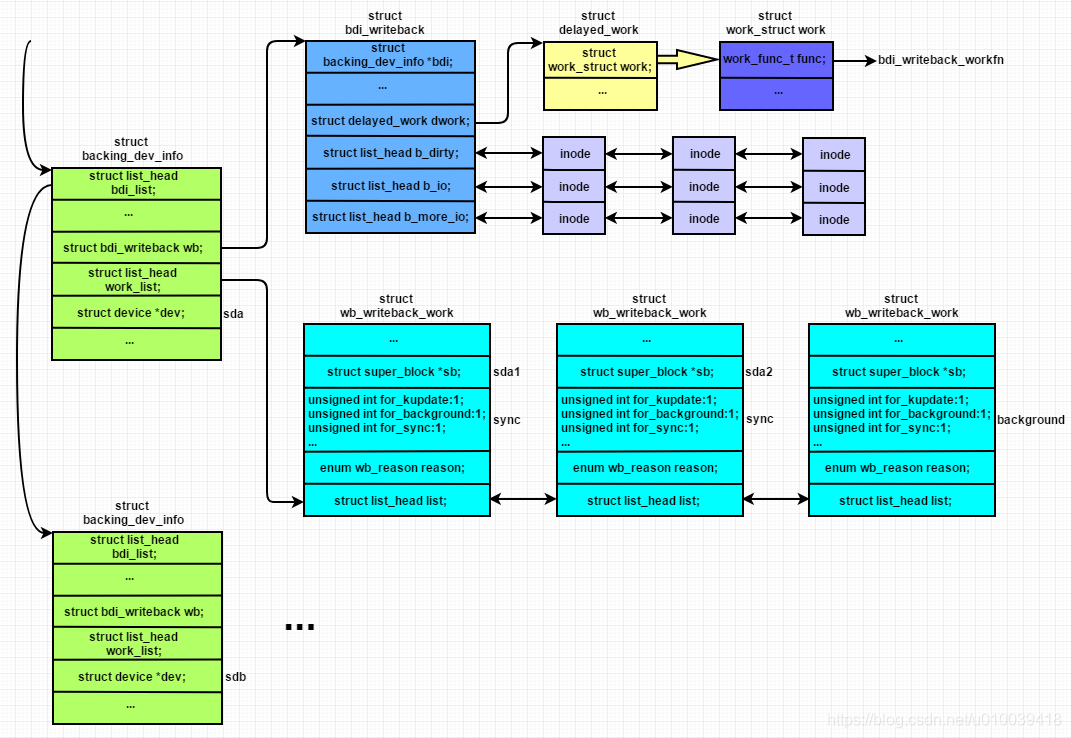 struct
bdi_writeback
struct
backing_dev_info *bdi;
...
struct delayed_work dwork;
struct list_head b_dirty;
struct list_head b_io;
struct list_head b_more_io;
struct
delayed_work
struct
work_struct work;
...
struct
work_struct work
work_func_t func;
...
bdi_writeback_workfn
inode
inode
inode
inode
inode
inode
inode
inode
inode
struct
backing_dev_info
struct list_head
bdi_list;
...
struct bdi_writeback wb;
struct list_head
work_list;
struct device *dev;
sda
...
struct
wb_writeback_work
...
struct super_block *sb;
sda1
unsigned int for_kupdate:1;
unsigned int for_background:1;
unsigned int for_sync:1;
...
sync
enum wb_reason reason;
struct list_head list;
struct
wb_writeback_work
...
struct super_block *sb;
sda2
unsigned int for_kupdate:1;
unsigned int for_background:1;
unsigned int for_sync:1;
...
sync
enum wb_reason reason;
struct list_head list;
struct
wb_writeback_work
...
struct super_block *sb;
unsigned int for_kupdate:1;
unsigned int for_background:1;
unsigned int for_sync:1;
...
background
enum wb_reason reason;
struct list_head list;
struct
backing_dev_info
struct list_head
bdi_list;
...
struct bdi_writeback wb;
struct list_head
work_list;
struct device *dev;
sdb
...
...
https://blog.csdn.net/u010039418